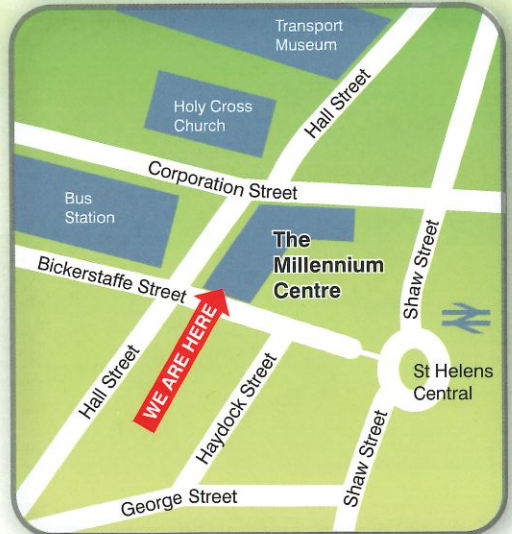 Transport
Museum
Hall Street
Holy Cross
Church
Corporation Street
Bus
Station
The
Millennium
Centre
Shaw Street
Bickerstaffe Street
WE ARE HERE
Hall Street
Haydock Street
St Helens
Central
Shaw Street
George Street